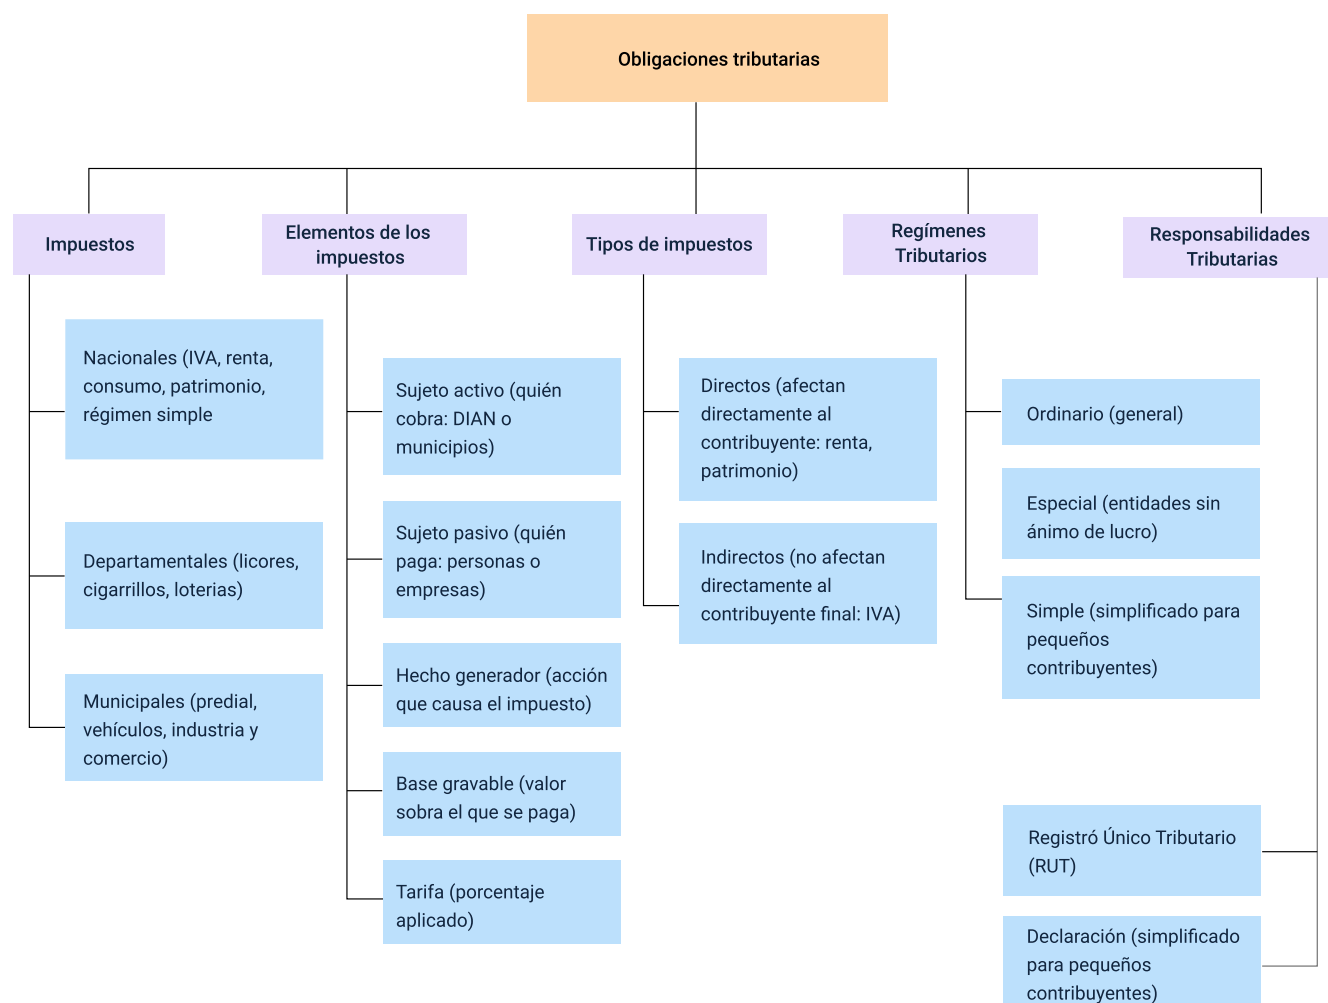 Obligaciones tributarias
Impuestos
Elementos de los
impuestos
Tipos de impuestos
Regímenes
Tributarios
Responsabilidades
Tributarias
Nacionales (IVA, renta,
consumo, patrimonio,
régimen simple
Departamentales (licores,
cigarrillos, loterias)
Municipales (predial,
vehículos, industria y
comercio)
Sujeto activo (quién
cobra: DIAN o
municipios)
Sujeto pasivo (quién
paga: personas o
empresas)
Hecho generador (acción
que causa el impuesto)
Base gravable (valor
sobra el que se paga)
Tarifa (porcentaje
aplicado)
Directos (afectan
directamente al
contribuyente: renta,
patrimonio)
Indirectos (no afectan
directamente al
contribuyente final: IVA)
Ordinario (general)
Especial (entidades sin
ánimo de lucro)
Simple (simplificado para
pequeños
contribuyentes)
Registró Único Tributario
(RUT)
Declaración (simplificado
para pequeños
contribuyentes)